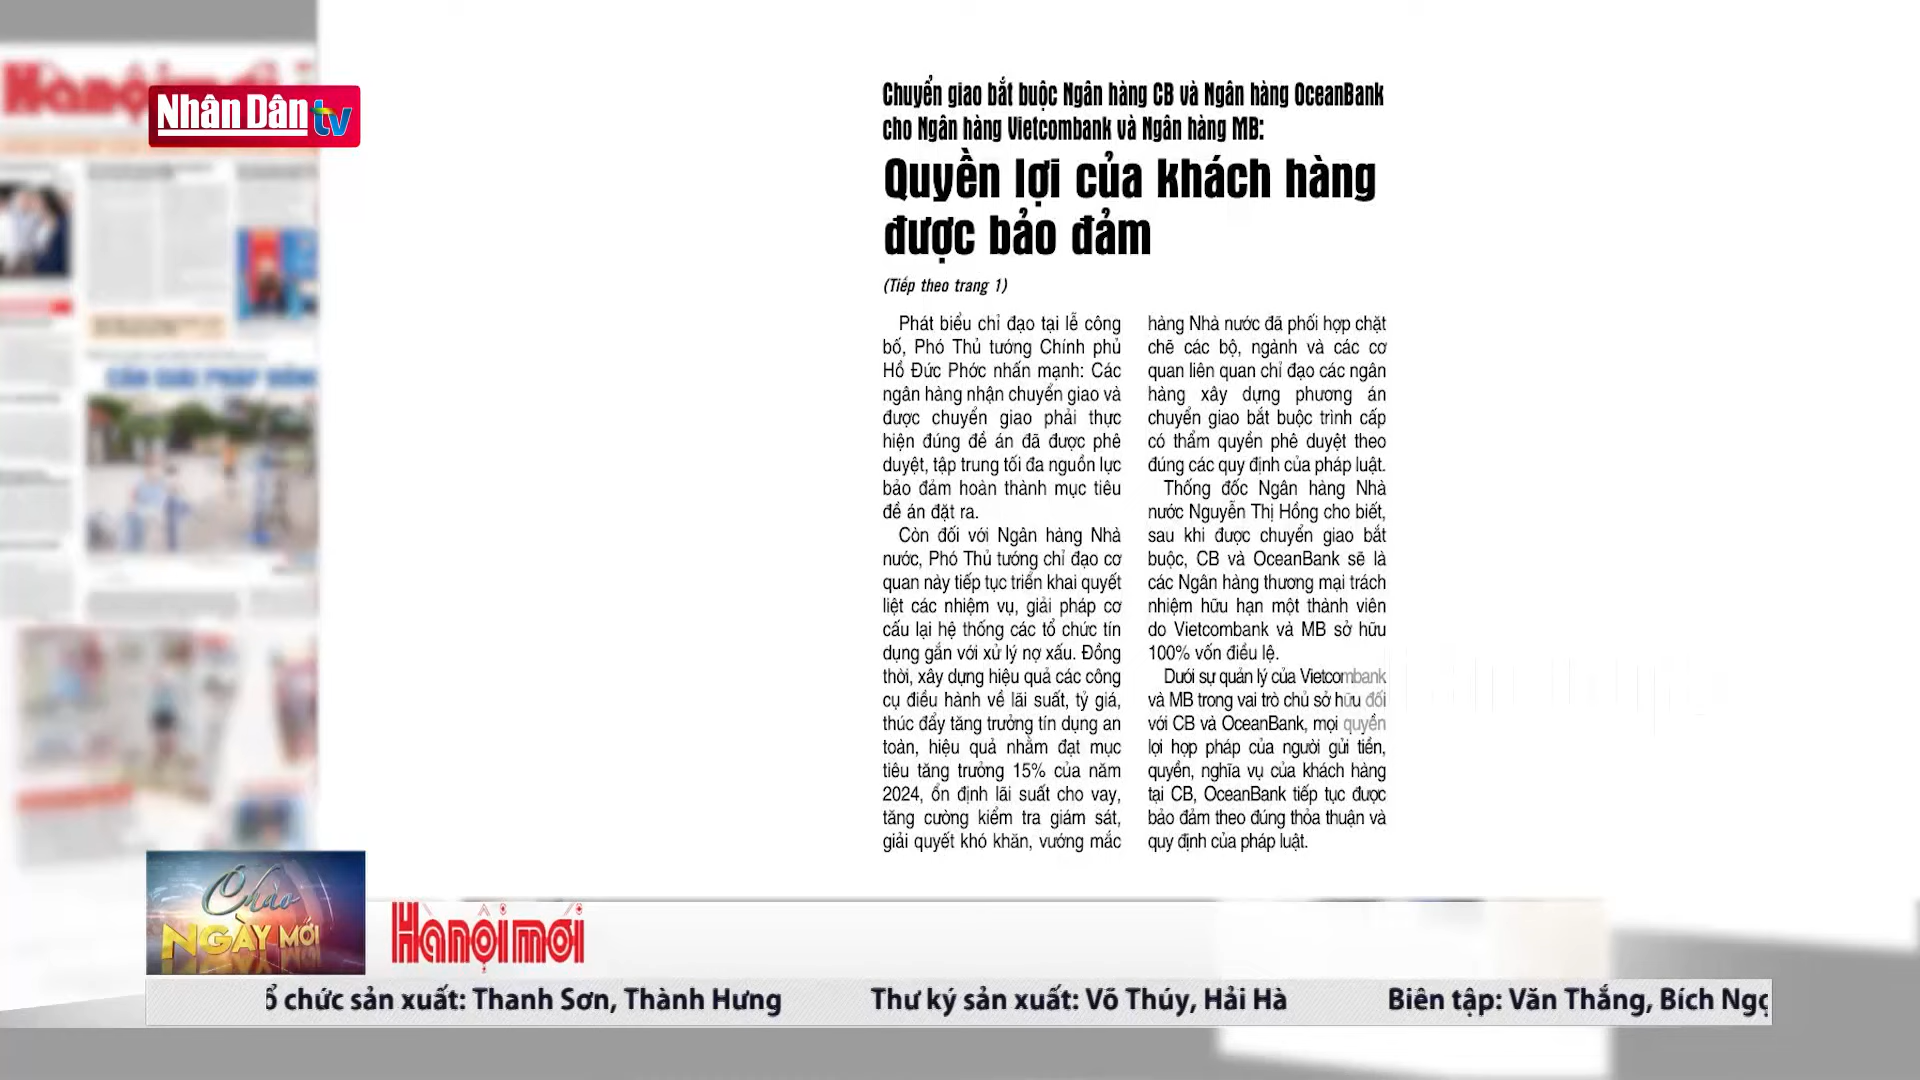 Nhân Dân tv
Chuyển giao bắt buộc Ngân hàng CB và Ngân hàng OceanBank
cho Ngân hàng Vietcombank và Ngân hàng MB:
Quyền lợi của khách hàng
được bảo đảm
(Tiếp theo trang 1)
Phát biểu chỉ đạo tại lễ công
bố, Phó Thủ tướng Chính phủ
Hồ Đức Phớc nhấn mạnh: Các
ngân hàng nhận chuyển giao và
được chuyển giao phải thực
hiện đúng đề án đã được phê
duyệt, tập trung tối đa nguồn lực
bảo đảm hoàn thành mục tiêu
đề án đặt ra.
Còn đối với Ngân hàng Nhà
nước, Phó Thủ tướng chỉ đạo cơ
quan này tiếp tục triển khai quyết
liệt các nhiệm vụ, giải pháp cơ
cấu lại hệ thống các tổ chức tín
dụng gắn với xử lý nợ xấu. Đồng
thời, xây dựng hiệu quả các công
cụ điều hành về lãi suất, tỷ giá,
thúc đẩy tăng trưởng tín dụng an
toàn, hiệu quả nhằm đạt mục
tiêu tăng trưởng 15% của năm
2024, ổn định lãi suất cho vay,
tăng cường kiểm tra giám sát,
giải quyết khó khăn, vướng mắc
hàng Nhà nước đã phối hợp chặt
chẽ các bộ, ngành và các cơ
quan liên quan chỉ đạo các ngân
hàng xây dựng phương án
chuyển giao bắt buộc trình cấp
có thẩm quyền phê duyệt theo
đúng các quy định của pháp luật.
Thống đốc Ngân hàng Nhà
nước Nguyễn Thị Hồng cho biết,
sau khi được chuyển giao bắt
buộc, CB và OceanBank sẽ là
các Ngân hàng thương mại trách
nhiệm hữu hạn một thành viên
do Vietcombank và MB sở hữu
100% vốn điều lệ.
Dưới sự quản lý của Vietcombank
và MB trong vai trò chủ sở hữu đối
với CB và OceanBank, mọi quyền
lợi hợp pháp của người gửi tiền,
quyền, nghĩa vụ của khách hàng
tại CB, OceanBank tiếp tục được
bảo đảm theo đúng thỏa thuận và
quy định của pháp luật.
Chào
NGÀY MỚI
Hànộimới
ổ chức sản xuất: Thanh Sơn, Thành Hưng Thư ký sản xuất: Võ Thúy, Hải Hà Biên tập: Văn Thắng, Bích Ngọ